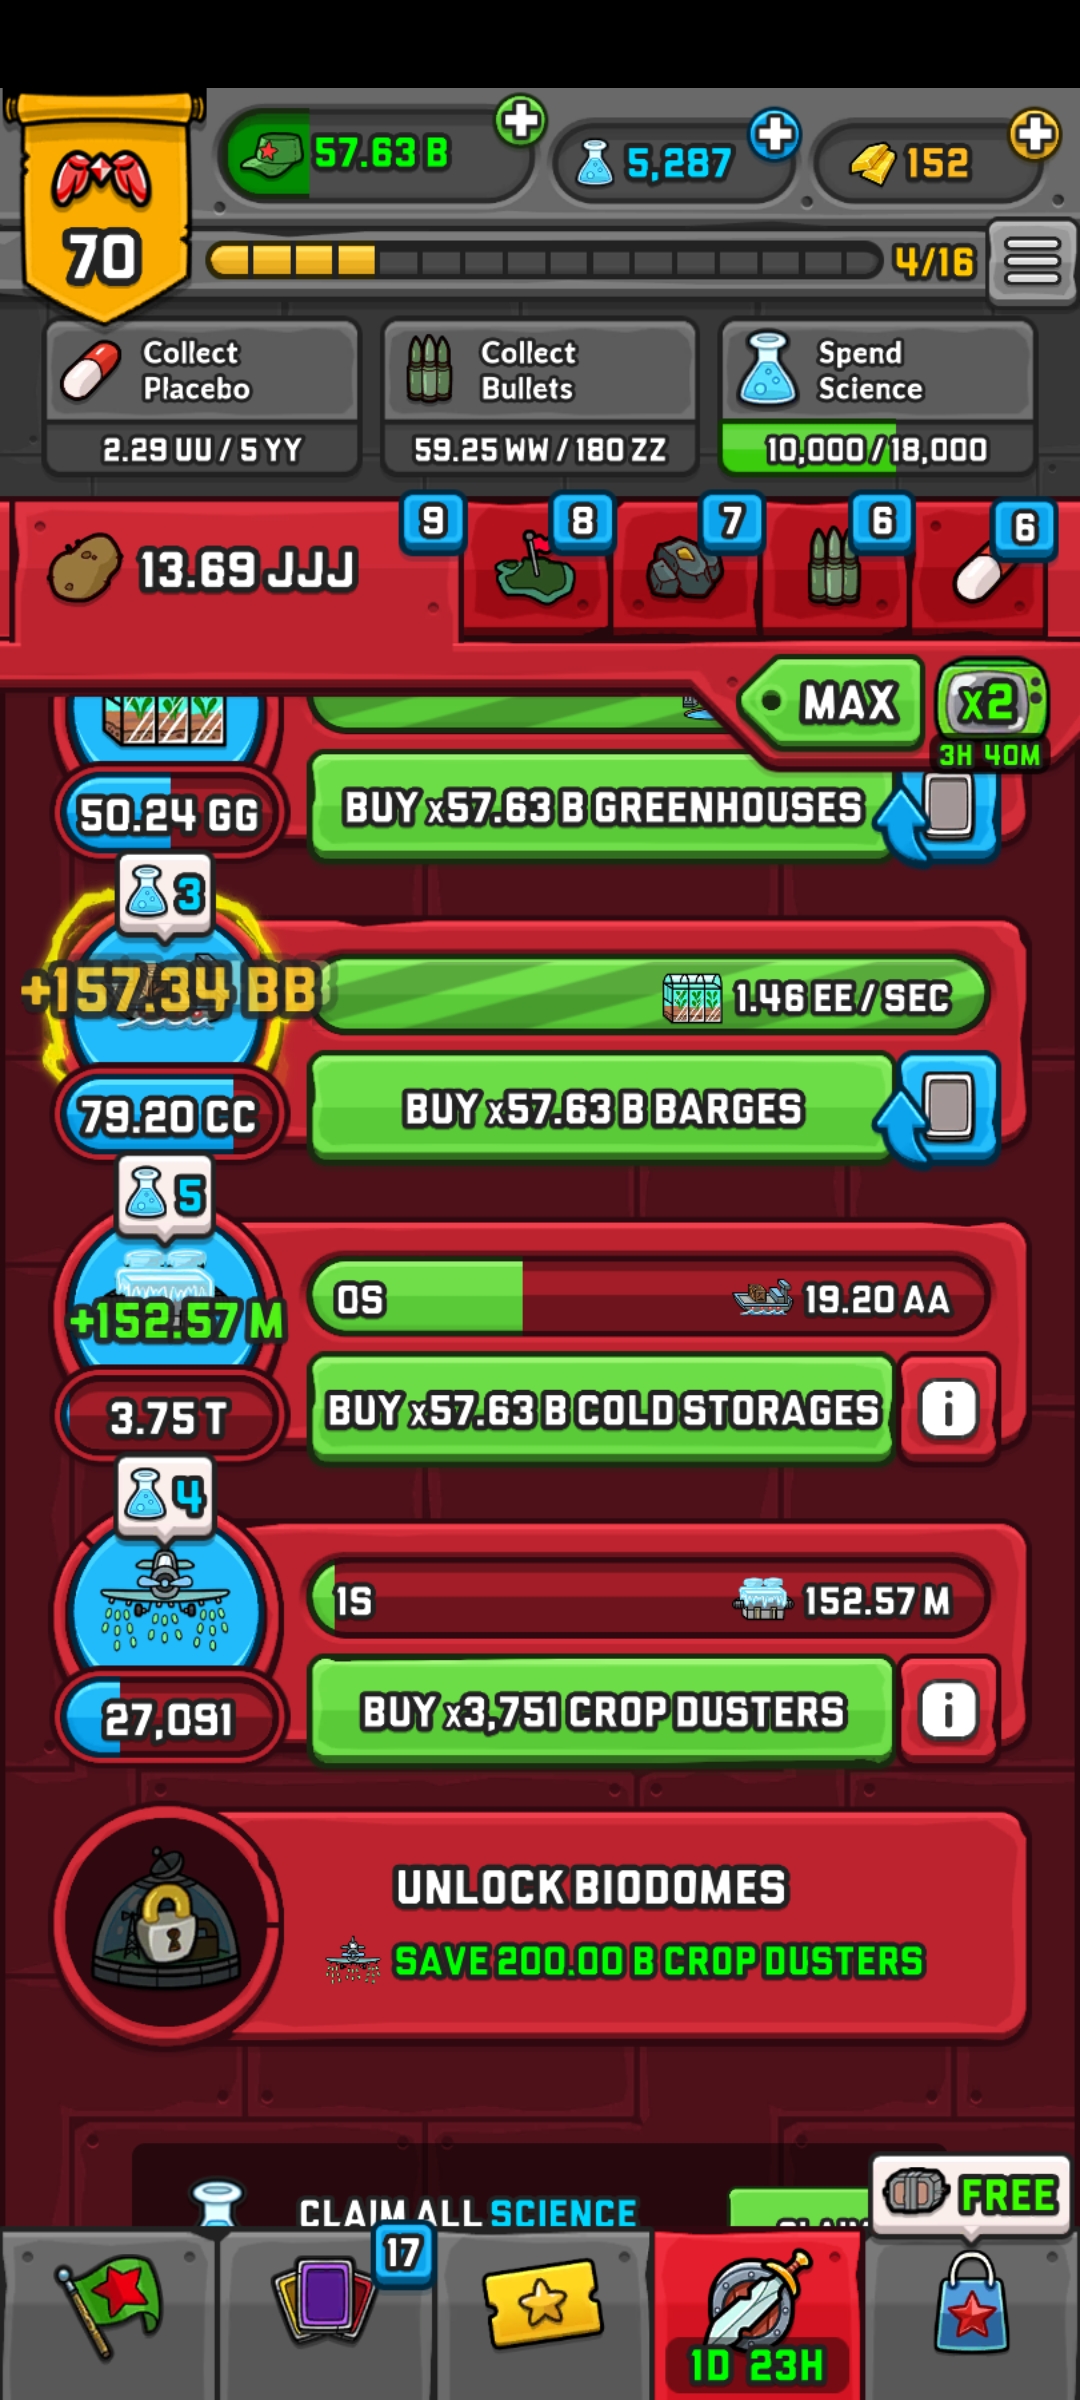 57.63 B
5,287
152
70
4/16
Collect
Placebo
2.29 UU / 5 YY
Collect
Bullets
59.25 WW / 180 ZZ
Spend
Science
10,000 / 18,000
13.69 JJJ
9
8
7
6
6
MAX
x2
3H 40M
50.24 GG
BUY x57.63 B GREENHOUSES
3
+157.34 BB
1.46 EE / SEC
79.20 CC
BUY x57.63 B BARGES
5
+152.57 M
0S
19.20 AA
3.75 T
BUY x57.63 B COLD STORAGES
i
4
1S
152.57 M
27,091
BUY x3,751 CROP DUSTERS
i
UNLOCK BIODOMES
SAVE 200.00 B CROP DUSTERS
CLAIM ALL SCIENCE
FREE
17
1D 23H